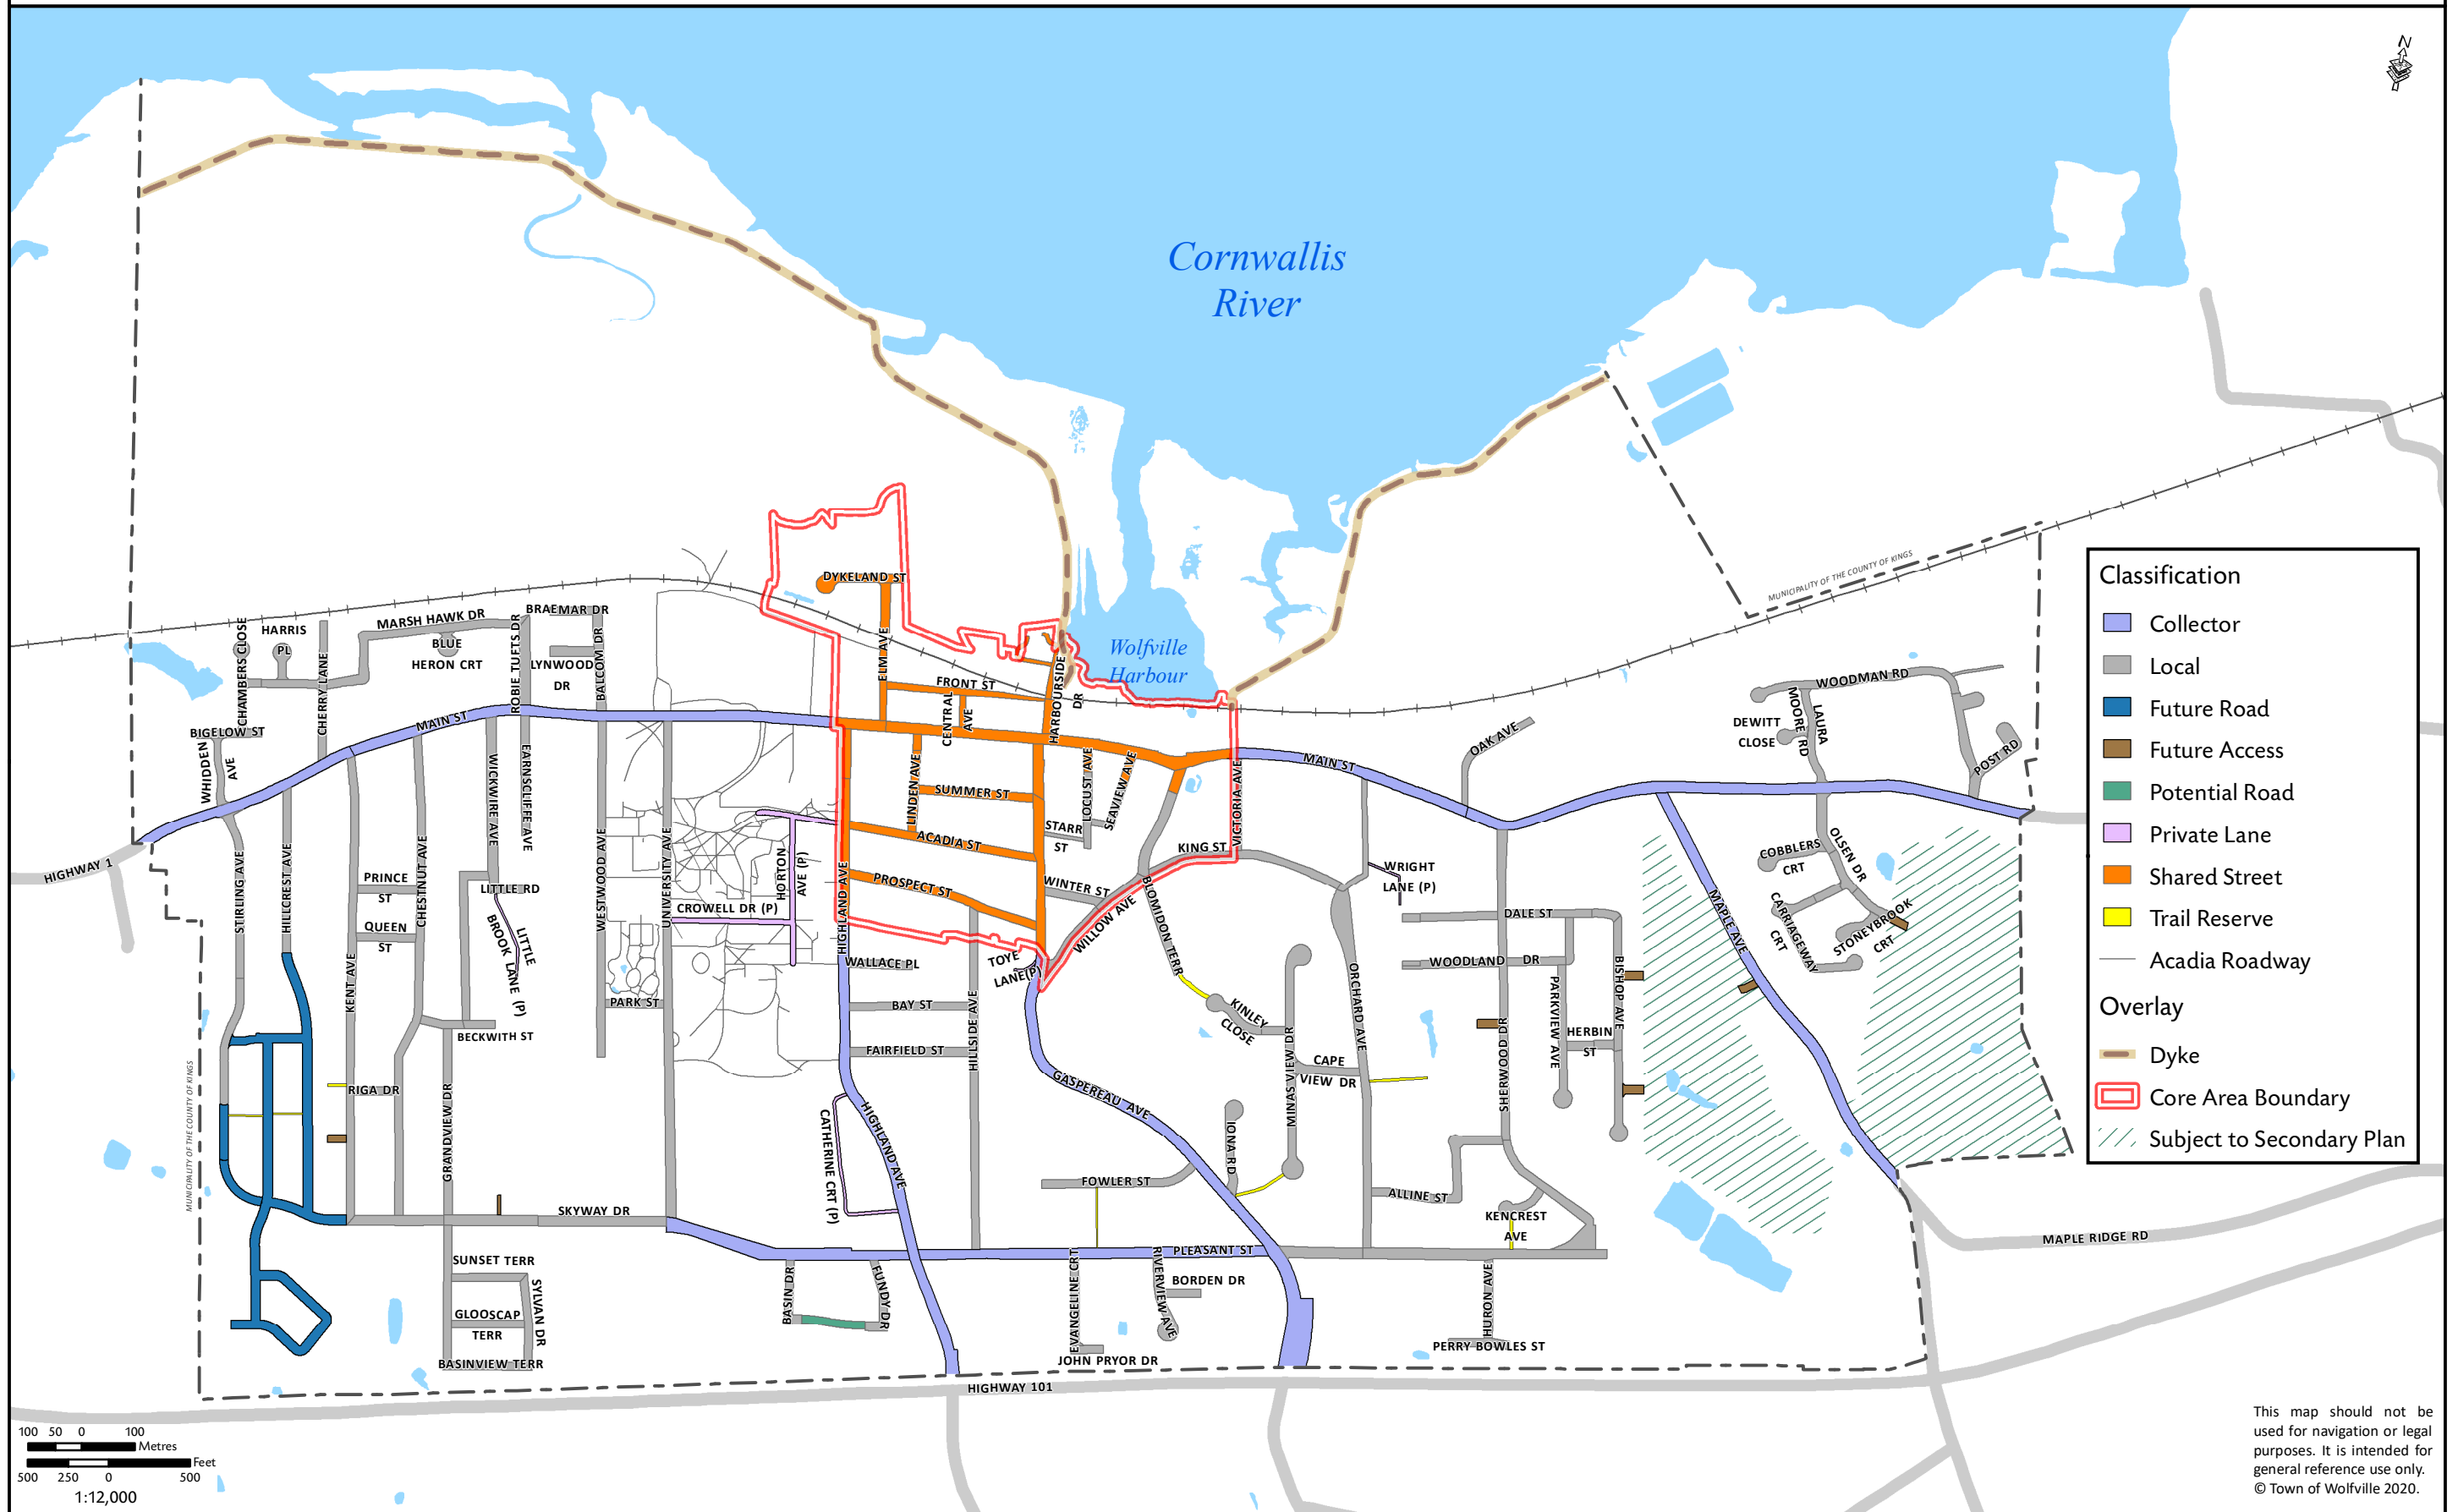 N
Cornwallis
River
Wolfville
Harbour
MUNICIPALITY OF THE COUNTY OF KINGS
DYKELAND ST
ELM AVE
FRONT ST
CENTRAL
AVE
HARBOURSIDE
DR
HARRIS
PL
CHAMBERS CLOSE
CHERRY LANE
MARSH HAWK DR
BLUE
HERON CRT
ROBIE TUFTS DR
BRAEMAR DR
LYNWOOD
DR
BALCOM DR
BIGELOW ST
WHIDDEN
AVE
MAIN ST
MAIN ST
HIGHWAY 1
STIRLING AVE
HILLCREST AVE
KENT AVE
PRINCE
ST
QUEEN
ST
CHESTNUT AVE
WICKWIRE AVE
EARNSCLIFFE AVE
LITTLE RD
LITTLE
BROOK LANE (P)
BECKWITH ST
RIGA DR
GRANDVIEW DR
WESTWOOD AVE
UNIVERSITY AVE
PARK ST
CROWELL DR (P)
HORTON
AVE (P)
HIGHLAND AVE
LINDEN AVE
SUMMER ST
ACADIA ST
PROSPECT ST
LOCUST AVE
SEAVIEW AVE
STARR
ST
WINTER ST
KING ST
VICTORIA AVE
WILLOW AVE
BLOMIDON TERR
TOYE
LANE(P)
WALLACE PL
BAY ST
FAIRFIELD ST
HILLSIDE AVE
GASPEREAU AVE
HIGHLAND AVE
CATHERINE CRT (P)
KINLEY
CLOSE
MINAS VIEW DR
CAPE
VIEW DR
ORCHARD AVE
WRIGHT
LANE (P)
OAK AVE
DALE ST
WOODLAND DR
SHERWOOD DR
PARKVIEW AVE
HERBIN
ST
BISHOP AVE
MAPLE AVE
WOODMAN RD
DEWITT
CLOSE
LAURA
MOORE RD
POST RD
OLSEN DR
COBBLERS
CRT
CARRIAGEWAY
CRT
STONEYBROOK
CRT
IONA RD
FOWLER ST
ALLINE ST
KENCREST
AVE
SKYWAY DR
PLEASANT ST
SUNSET TERR
SYLVAN DR
GLOOSCAP
TERR
BASINVIEW TERR
BASIN DR
FUNDY DR
EVANGELINE CRT
RIVERVIEW AVE
BORDEN DR
JOHN PRYOR DR
HURON AVE
PERRY BOWLES ST
MAPLE RIDGE RD
HIGHWAY 101
MUNICIPALITY OF THE COUNTY OF KINGS
Classification
Collector
Local
Future Road
Future Access
Potential Road
Private Lane
Shared Street
Trail Reserve
Acadia Roadway
Overlay
Dyke
Core Area Boundary
Subject to Secondary Plan
100 50 0 100
Metres
Feet
500 250 0 500
1:12,000
This map should not be
used for navigation or legal
purposes. It is intended for
general reference use only.
© Town of Wolfville 2020.